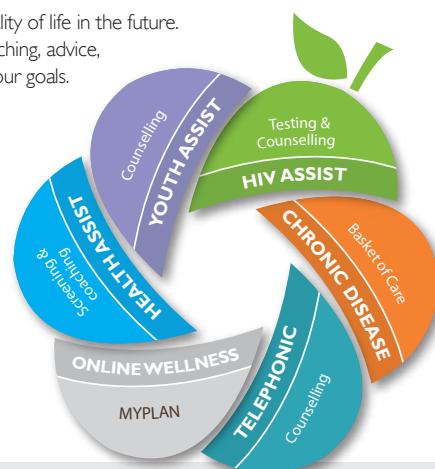 ality of life in the future.
ching, advice,
our goals.
Testing &
Counselling
HIV ASSIST
Basket of Care
CHRONIC DISEASE
TELEPHONIC
Counselling
ONLINE WELLNESS
MYPLAN
HEALTH ASSIST
Screening &
coaching
YOUTH ASSIST
Counselling